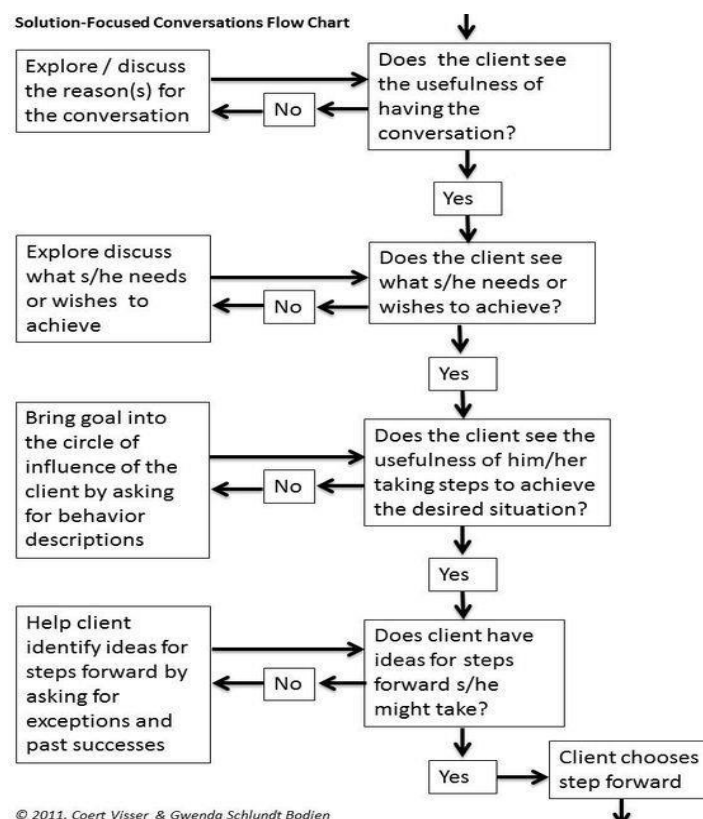 Solution-Focused Conversations Flow Chart
Explore / discuss
the reason(s) for
the conversation
No
Does the client see
the usefulness of
having the
conversation?
Yes
Explore discuss
what s/he needs
or wishes to
achieve
No
Does the client see
what s/he needs or
wishes to achieve?
Yes
Bring goal into
the circle of
influence of the
client by asking
for behavior
descriptions
No
Does the client see the
usefulness of him/her
taking steps to achieve
the desired situation?
Yes
Help client
identify ideas for
steps forward by
asking for
exceptions and
past successes
No
Does client have
ideas for steps
forward s/he
might take?
Yes
Client chooses
step forward
© 2011, Coert Visser & Gwenda Schlundt Bodien